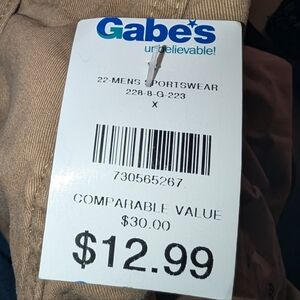 Gabe's
unbelievable!
22-MENS SPORTSWEAR
228-8-G-223
X
730565267
COMPARABLE VALUE
$30.00
$12.99